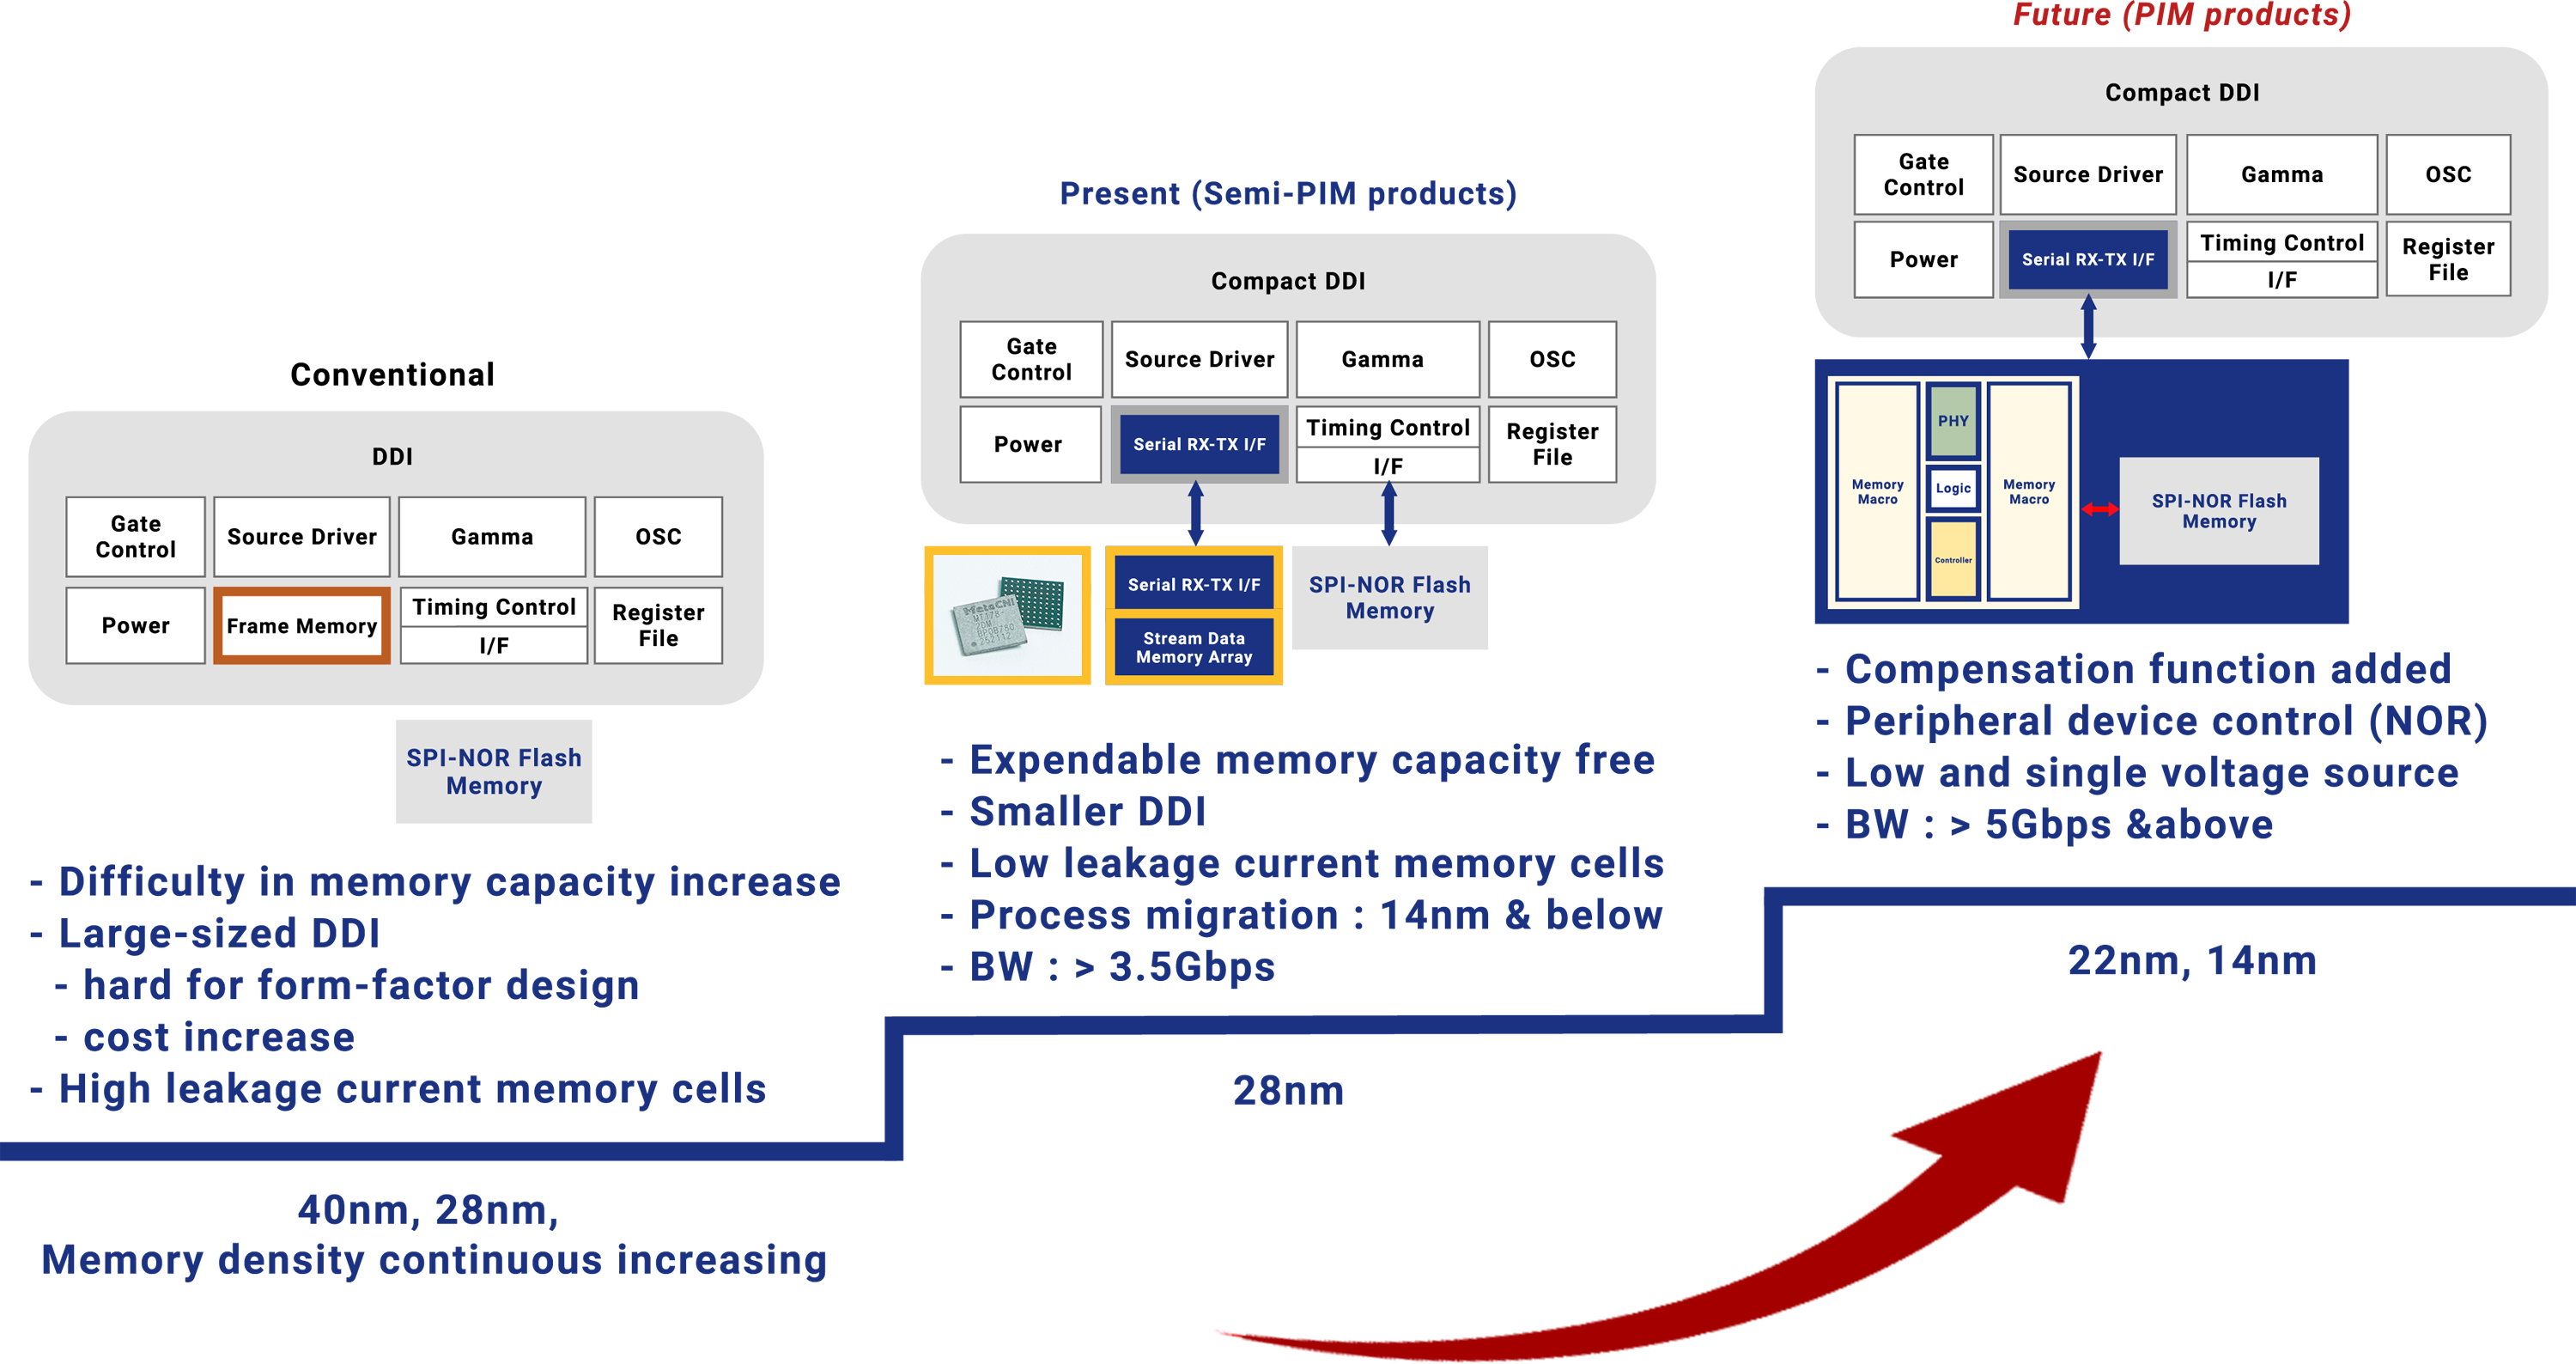 Conventional
DDI
Gate
Control
Source Driver
Gamma
OSC
Power
Frame Memory
Timing Control
I/F
Register
File
SPI-NOR Flash
Memory
- Difficulty in memory capacity increase
- Large-sized DDI
- hard for form-factor design
- cost increase
- High leakage current memory cells
40nm, 28nm,
Memory density continuous increasing
Present (Semi-PIM products)
Compact DDI
Gate
Control
Source Driver
Gamma
OSC
Power
Serial RX-TX I/F
Timing Control
I/F
Register
File
MetaCNI
Serial RX-TX I/F
Stream Data
Memory Array
SPI-NOR Flash
Memory
- Expendable memory capacity free
- Smaller DDI
- Low leakage current memory cells
- Process migration : 14nm & below
- BW : > 3.5Gbps
28nm
Future (PIM products)
Compact DDI
Gate
Control
Source Driver
Gamma
OSC
Power
Serial RX-TX I/F
Timing Control
I/F
Register
File
Memory
Macro
PHY
Logic
Controller
Memory
Macro
SPI-NOR Flash
Memory
- Compensation function added
- Peripheral device control (NOR)
- Low and single voltage source
- BW : > 5Gbps &above
22nm, 14nm